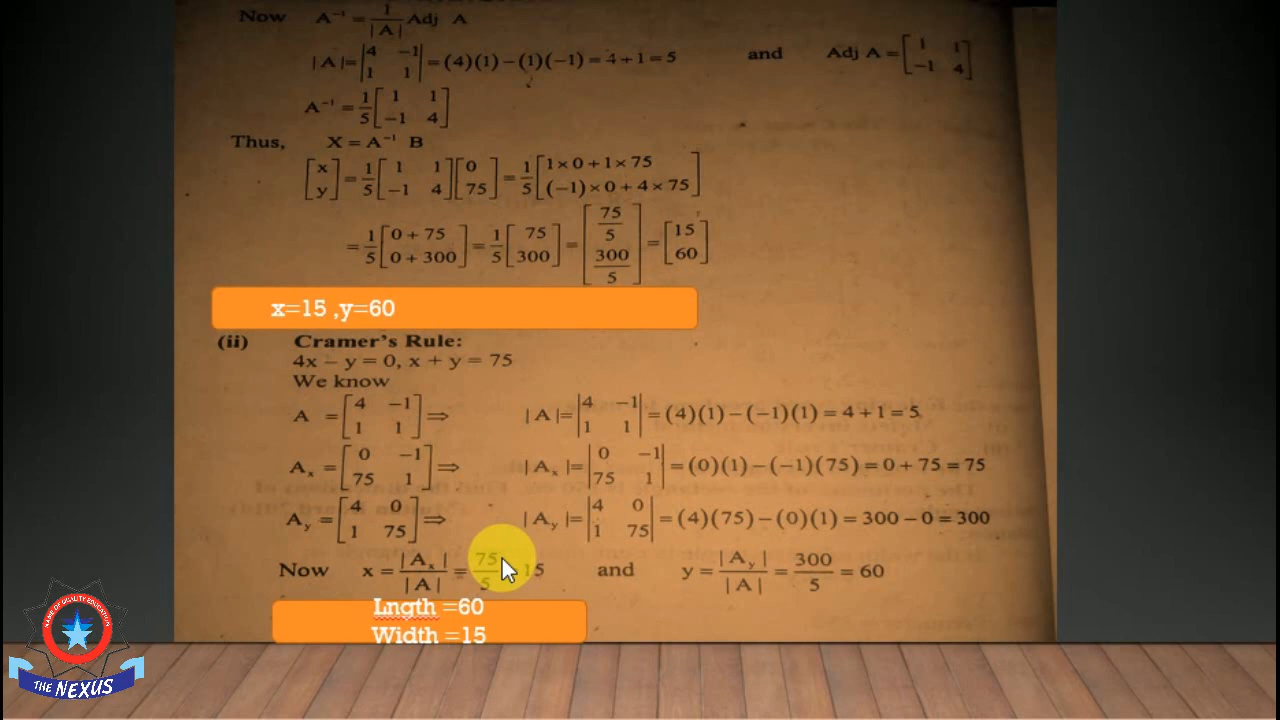 Now A⁻¹ = 1/|A| Adj A
|A| = |4 −1; 1 1| = (4)(1) − (1)(−1) = 4 + 1 = 5 and Adj A = [1 1; −1 4]
A⁻¹ = 1/5 [1 1; −1 4]
Thus, X = A⁻¹ B
[x; y] = 1/5 [1 1; −1 4] [0; 75] = 1/5 [1 × 0 + 1 × 75; (−1) × 0 + 4 × 75]
= 1/5 [0 + 75; 0 + 300] = 1/5 [75; 300] = [75/5; 300/5] = [15; 60]
x=15 ,y=60
(ii) Cramer's Rule:
4x − y = 0, x + y = 75
We know
A = [4 −1; 1 1] ⇒ |A| = |4 −1; 1 1| = (4)(1) − (−1)(1) = 4 + 1 = 5
Aₓ = [0 −1; 75 1] ⇒ |Aₓ| = |0 −1; 75 1| = (0)(1) − (−1)(75) = 0 + 75 = 75
Aᵧ = [4 0; 1 75] ⇒ |Aᵧ| = |4 0; 1 75| = (4)(75) − (0)(1) = 300 − 0 = 300
Now x = |Aₓ|/|A| = 75/5 15 and y = |Aᵧ|/|A| = 300/5 = 60
Lngth =60
Width =15
NAME OF QUALITY EDUCATION
THE NEXUS